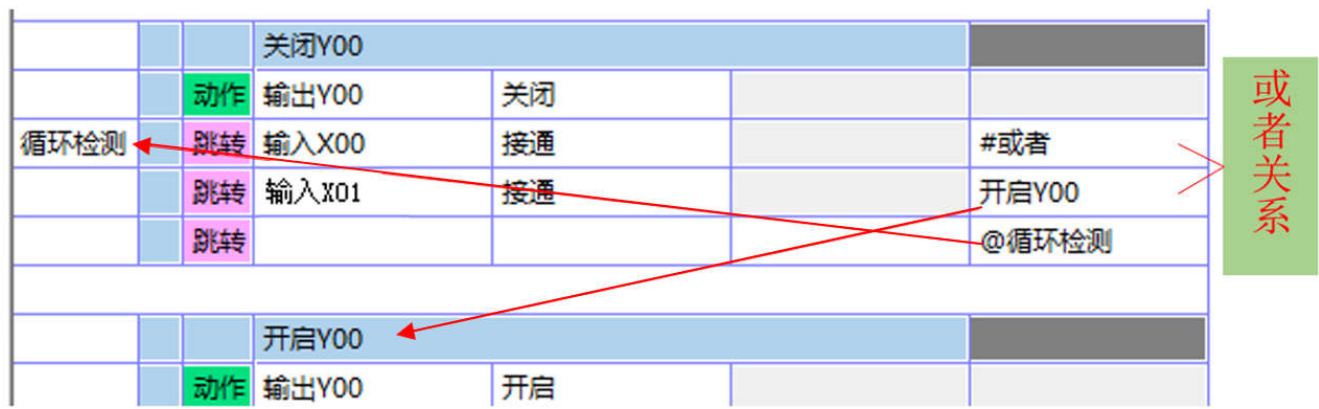 关闭Y00
动作 输出Y00 关闭
循环检测 跳转 输入X00 接通 #或者
跳转 输入X01 接通 开启Y00
跳转 @循环检测
开启Y00
动作 输出Y00 开启
或者关系